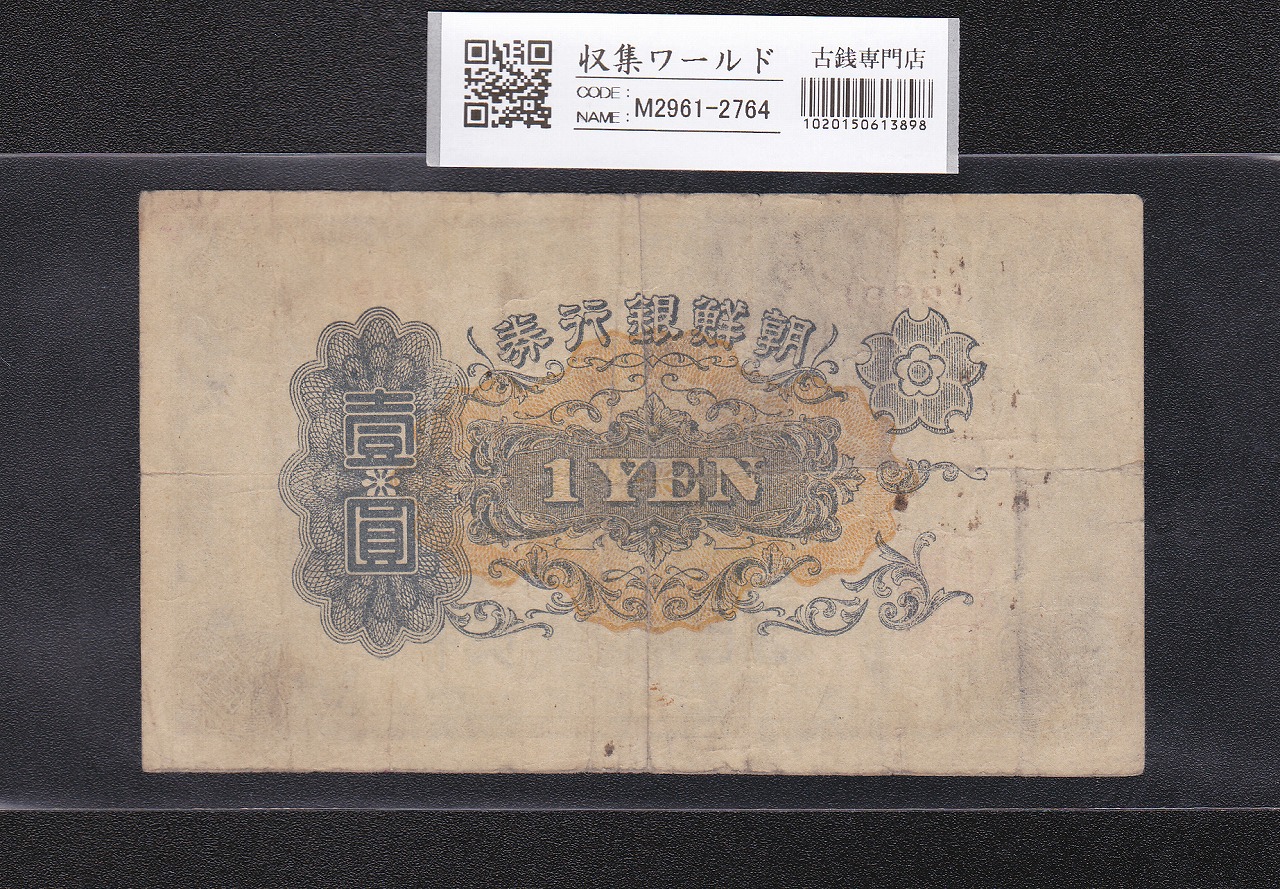 収集ワールド
古銭専門店
CODE :
NAME : M2961-2764
1020150613898
朝鮮銀行券
壹圓
1 YEN